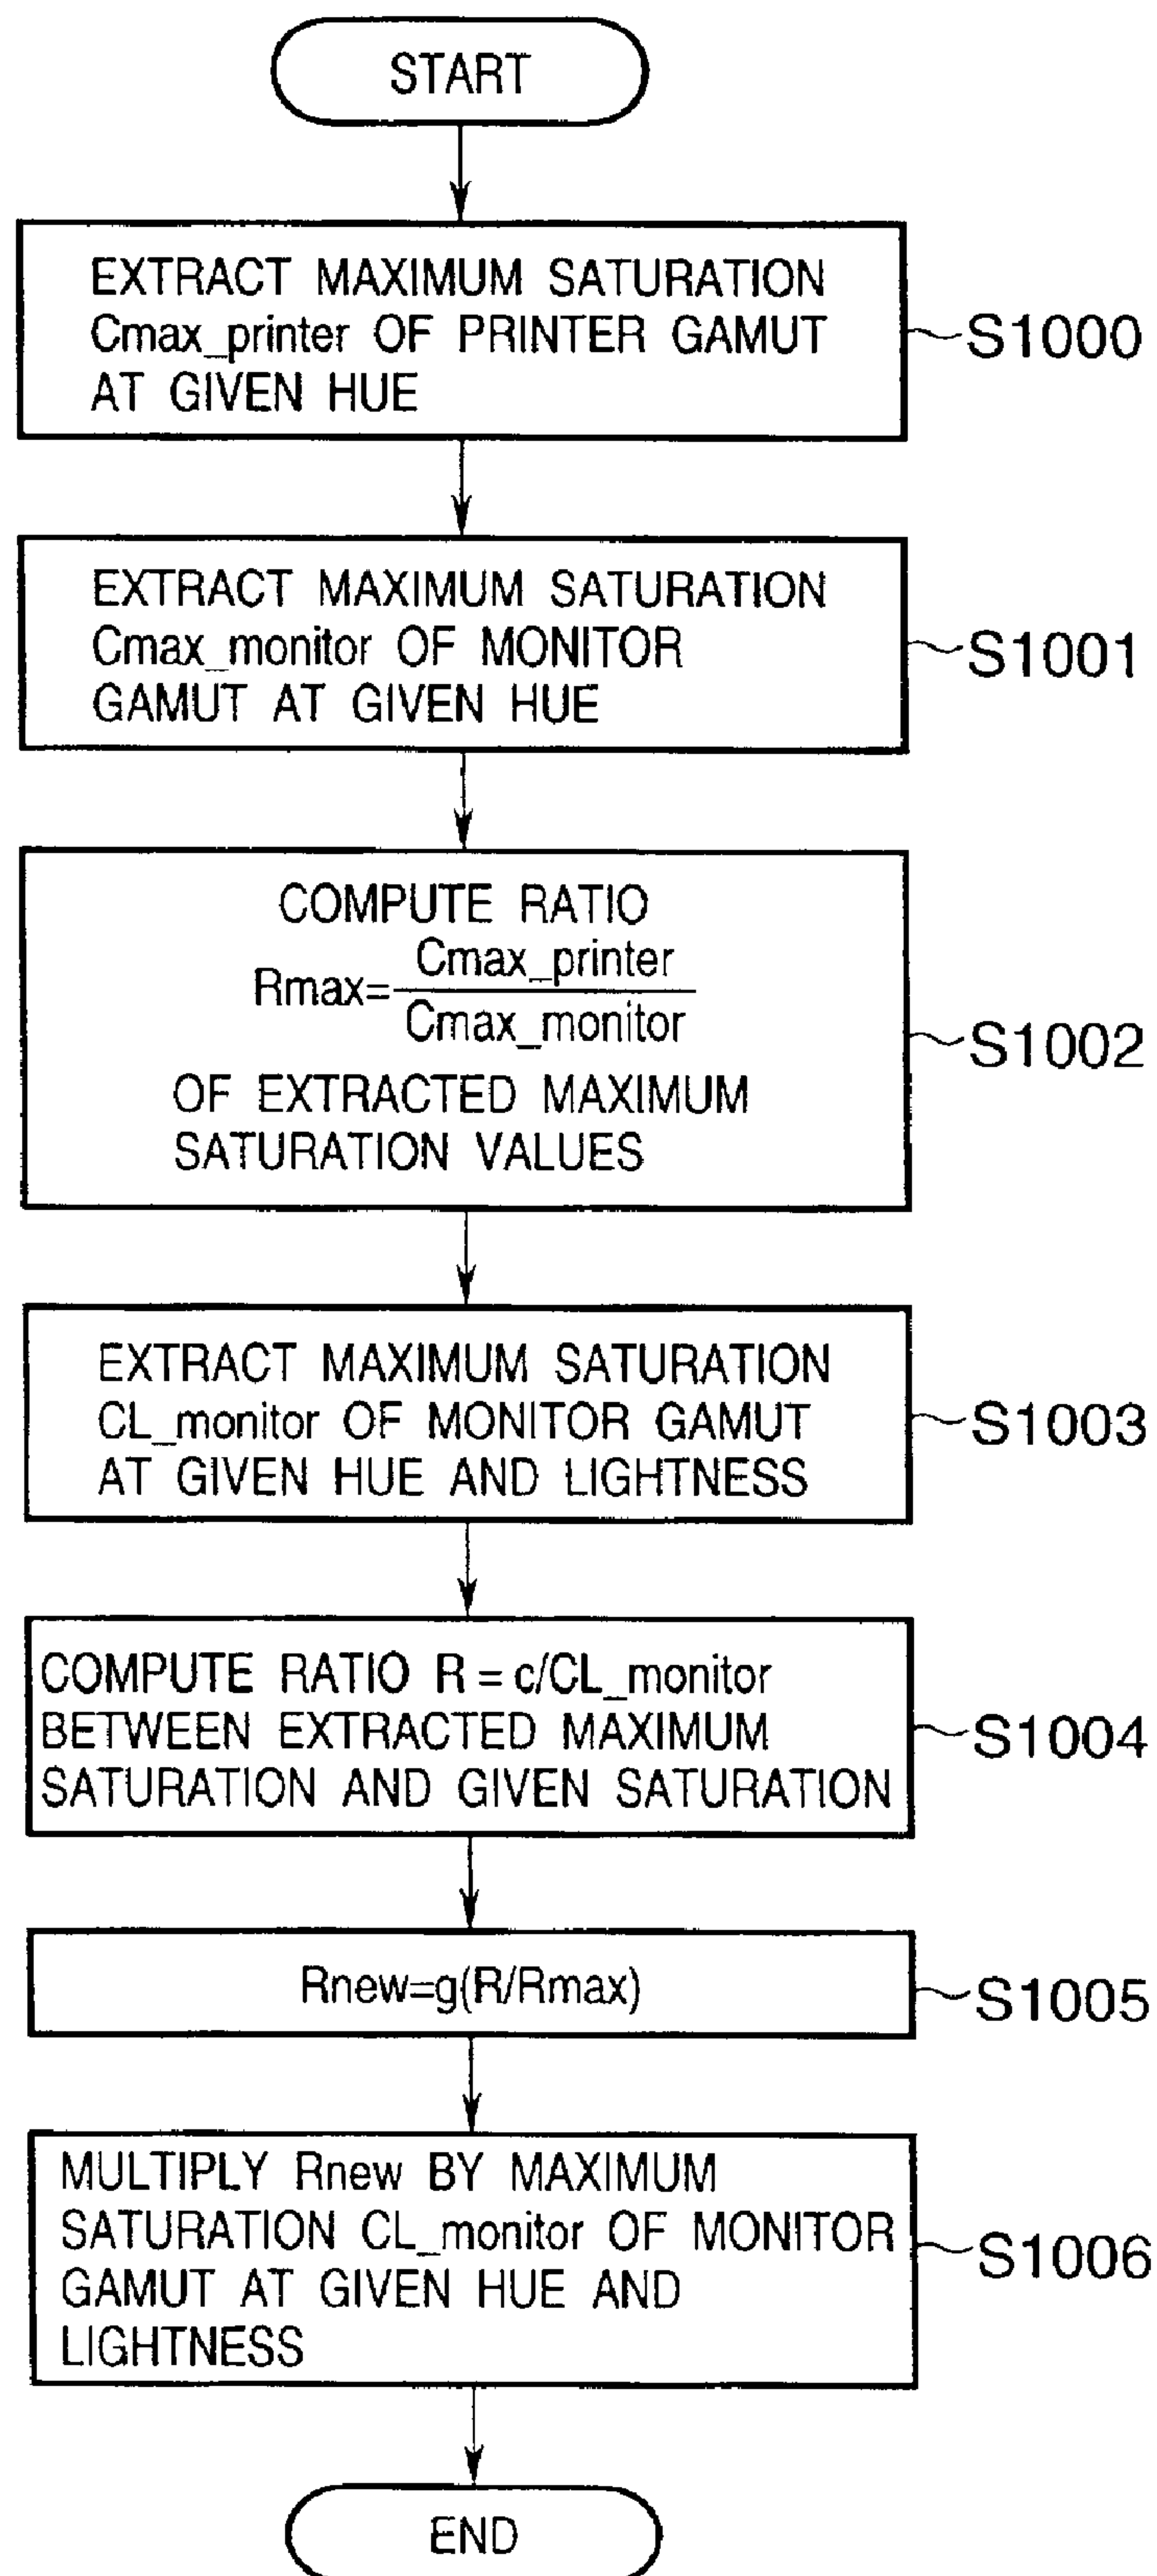 START
EXTRACT MAXIMUM SATURATION
Cmax_printer OF PRINTER GAMUT
AT GIVEN HUE
S1000
EXTRACT MAXIMUM SATURATION
Cmax_monitor OF MONITOR
GAMUT AT GIVEN HUE
S1001
COMPUTE RATIO
Cmax_printer
Rmax=
Cmax_monitor
OF EXTRACTED MAXIMUM
SATURATION VALUES
S1002
EXTRACT MAXIMUM SATURATION
CL_monitor OF MONITOR GAMUT
AT GIVEN HUE AND LIGHTNESS
S1003
COMPUTE RATIO R = c/CL_monitor
BETWEEN EXTRACTED MAXIMUM
SATURATION AND GIVEN SATURATION
S1004
Rnew=g(R/Rmax)
S1005
MULTIPLY Rnew BY MAXIMUM
SATURATION CL_monitor OF MONITOR
GAMUT AT GIVEN HUE AND
LIGHTNESS
S1006
END